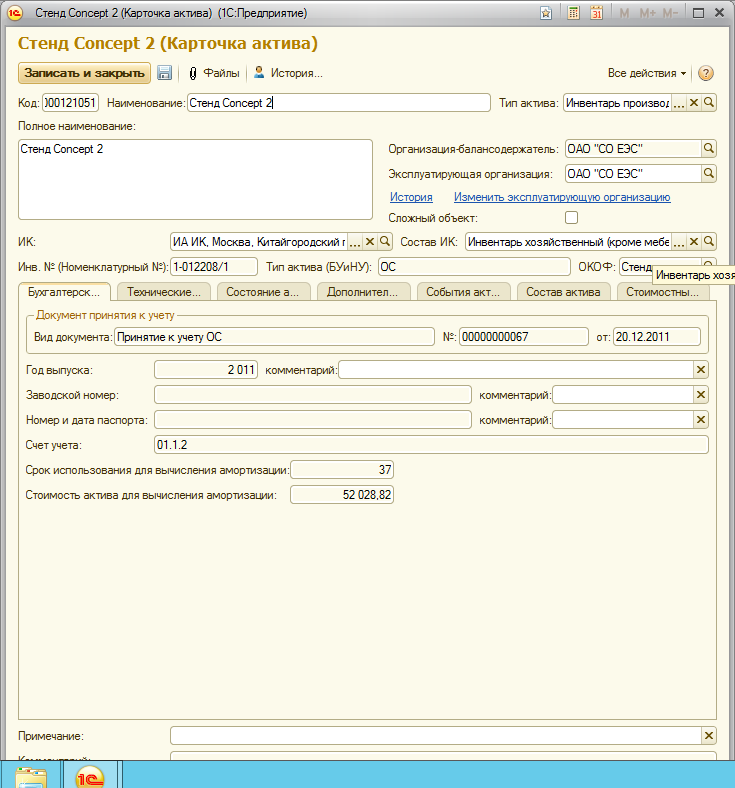 Стенд Concept 2 (Карточка актива) (1С:Предприятие)
M M+ M-
Стенд Concept 2 (Карточка актива)
Записать и закрыть Файлы История... Все действия
Код: 000121051 Наименование: Стенд Concept 2 Тип актива: Инвентарь производ
Полное наименование:
Стенд Concept 2
Организация-балансодержатель: ОАО "СО ЕЭС"
Эксплуатирующая организация: ОАО "СО ЕЭС"
История Изменить эксплуатирующую организацию
Сложный объект:
ИК: ИА ИК, Москва, Китайгородский г ... Состав ИК: Инвентарь хозяйственный (кроме мебе ...
Инв. № (Номенклатурный №): 1-012208/1 Тип актива (БУиНУ): ОС ОКОФ: Стенд
Инвентарь хозя
Бухгалтерск... Технические... Состояние а... Дополнител... События акт... Состав актива Стоимостны...
Документ принятия к учету
Вид документа: Принятие к учету ОС №: 00000000067 от: 20.12.2011
Год выпуска: 2 011 комментарий:
Заводской номер: комментарий:
Номер и дата паспорта: комментарий:
Счет учета: 01.1.2
Срок использования для вычисления амортизации: 37
Стоимость актива для вычисления амортизации: 52 028,82
Примечание:
Комментарий:
1С